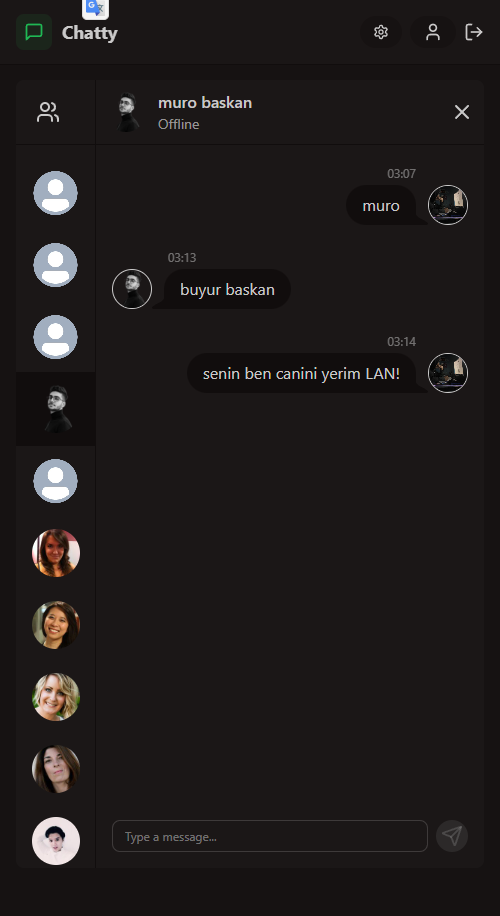 Chatty
muro baskan
Offline
03:07
muro
03:13
buyur baskan
03:14
senin ben canini yerim LAN!
Type a message...